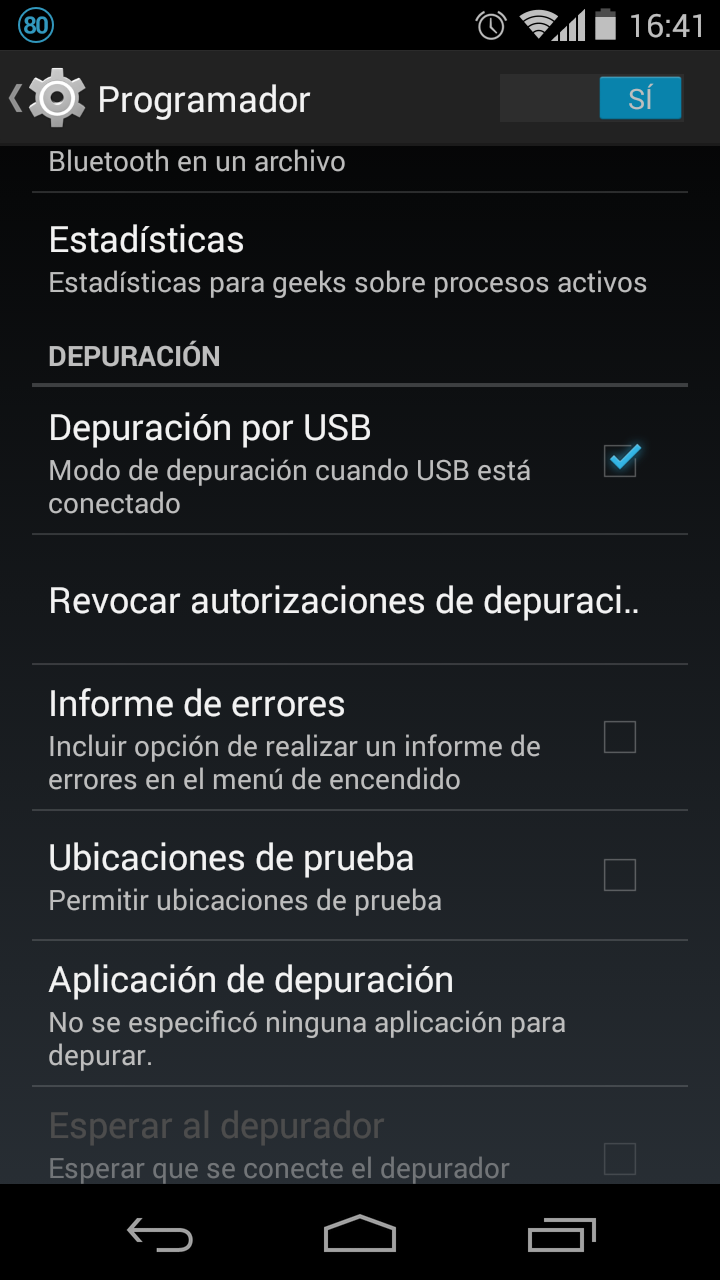 80
16:41
Programador
SÍ
Bluetooth en un archivo
Estadísticas
Estadísticas para geeks sobre procesos activos
DEPURACIÓN
Depuración por USB
Modo de depuración cuando USB está
conectado
Revocar autorizaciones de depuraci..
Informe de errores
Incluir opción de realizar un informe de
errores en el menú de encendido
Ubicaciones de prueba
Permitir ubicaciones de prueba
Aplicación de depuración
No se especificó ninguna aplicación para
depurar.
Esperar al depurador
Esperar que se conecte el depurador